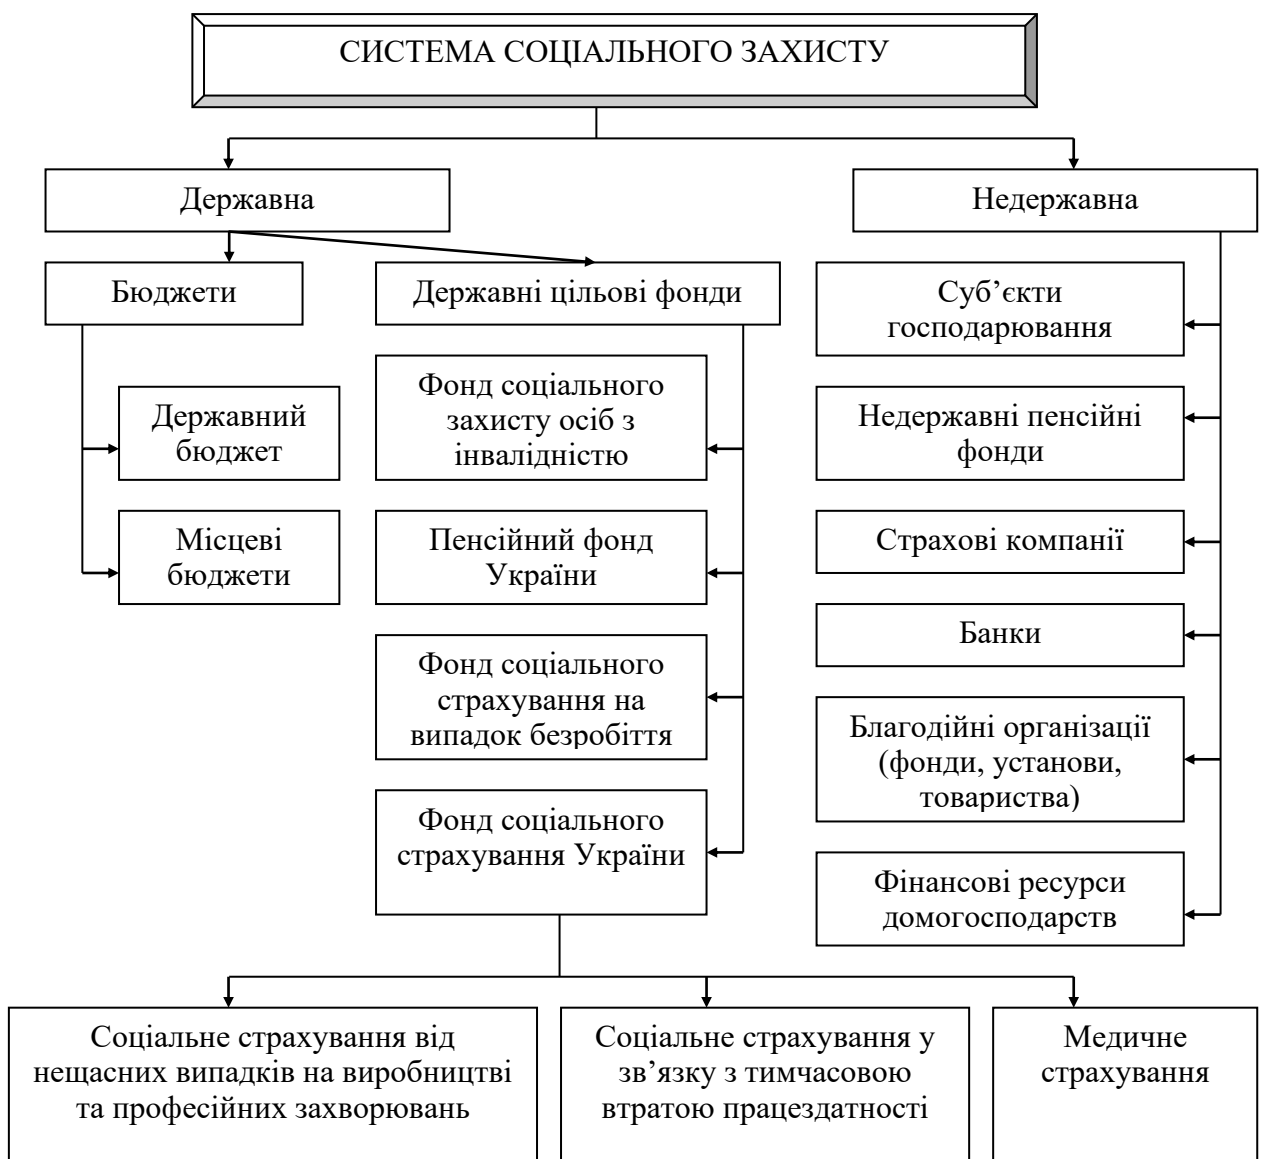 СИСТЕМА СОЦІАЛЬНОГО ЗАХИСТУ
Державна
Недержавна
Бюджети
Державний
бюджет
Місцеві
бюджети
Державні цільові фонди
Фонд соціального
захисту осіб з
інвалідністю
Пенсійний фонд
України
Фонд соціального
страхування на
випадок безробіття
Фонд соціального
страхування України
Суб’єкти
господарювання
Недержавні пенсійні
фонди
Страхові компанії
Банки
Благодійні організації
(фонди, установи,
товариства)
Фінансові ресурси
домогосподарств
Соціальне страхування від
нещасних випадків на виробництві
та професійних захворювань
Соціальне страхування у
зв’язку з тимчасовою
втратою працездатності
Медичне
страхування